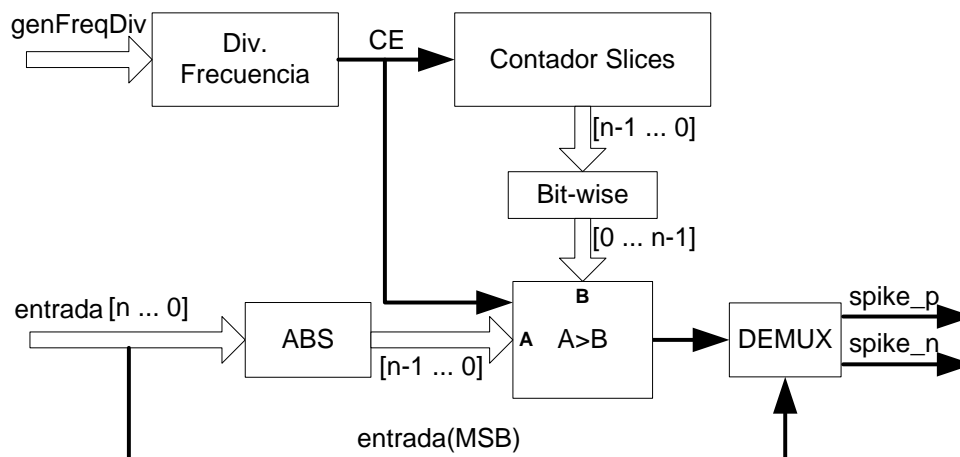 genFreqDiv
Div.
Frecuencia
CE
Contador Slices
[n-1 ... 0]
Bit-wise
[0 ... n-1]
entrada [n ... 0]
ABS
[n-1 ... 0]
B
A
A>B
DEMUX
spike_p
spike_n
entrada(MSB)